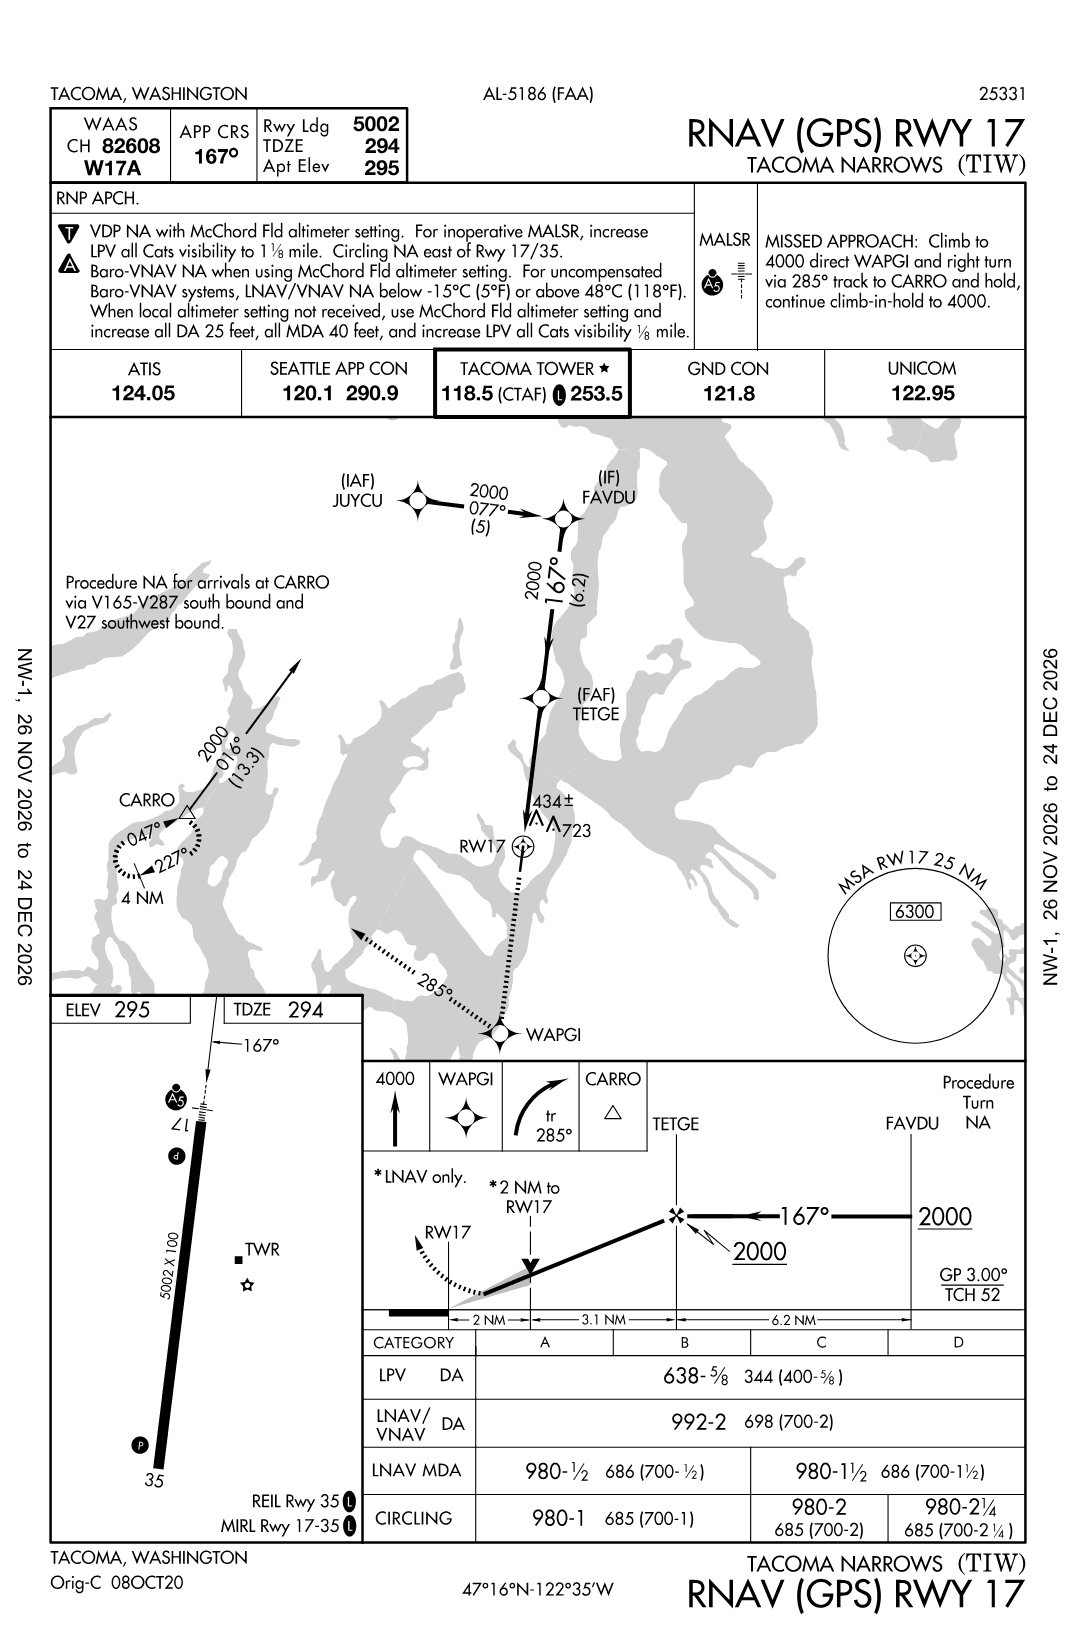 TACOMA, WASHINGTON
AL-5186 (FAA)
25331
WAAS
CH 82608
W17A
APP CRS
167°
Rwy Ldg 5002
TDZE 294
Apt Elev 295
RNAV (GPS) RWY 17
TACOMA NARROWS (TIW)
RNP APCH.
T
A
VDP NA with McChord Fld altimeter setting. For inoperative MALSR, increase
LPV all Cats visibility to 1⅛ mile. Circling NA east of Rwy 17/35.
Baro-VNAV NA when using McChord Fld altimeter setting. For uncompensated
Baro-VNAV systems, LNAV/VNAV NA below -15°C (5°F) or above 48°C (118°F).
When local altimeter setting not received, use McChord Fld altimeter setting and
increase all DA 25 feet, all MDA 40 feet, and increase LPV all Cats visibility ⅛ mile.
MALSR
A5
MISSED APPROACH: Climb to
4000 direct WAPGI and right turn
via 285° track to CARRO and hold,
continue climb-in-hold to 4000.
ATIS
124.05
SEATTLE APP CON
120.1 290.9
TACOMA TOWER ★
118.5 (CTAF) L 253.5
GND CON
121.8
UNICOM
122.95
(IAF)
JUYCU
2000
077°
(5)
(IF)
FAVDU
2000
167°
(6.2)
Procedure NA for arrivals at CARRO
via V165-V287 south bound and
V27 southwest bound.
(FAF)
TETGE
2000
016°
(13.3)
CARRO
047°
227°
4 NM
434±
723
RW17
285°
WAPGI
MSA RW17 25 NM
6300
NW-1, 26 NOV 2026 to 24 DEC 2026
NW-1, 26 NOV 2026 to 24 DEC 2026
ELEV 295
TDZE 294
167°
A5
17
P
5002 X 100
TWR
P
35
REIL Rwy 35 L
MIRL Rwy 17-35 L
4000
WAPGI
tr
285°
CARRO
TETGE
FAVDU
Procedure
Turn
NA
*LNAV only.
*2 NM to
RW17
RW17
167°
2000
2000
GP 3.00°
TCH 52
2 NM
3.1 NM
6.2 NM
CATEGORY A B C D
LPV DA 638-⅝ 344 (400-⅝)
LNAV/
VNAV DA 992-2 698 (700-2)
LNAV MDA 980-½ 686 (700-½) 980-1½ 686 (700-1½)
CIRCLING 980-1 685 (700-1) 980-2 685 (700-2) 980-2¼ 685 (700-2¼)
TACOMA, WASHINGTON
Orig-C 08OCT20
47°16'N-122°35'W
TACOMA NARROWS (TIW)
RNAV (GPS) RWY 17